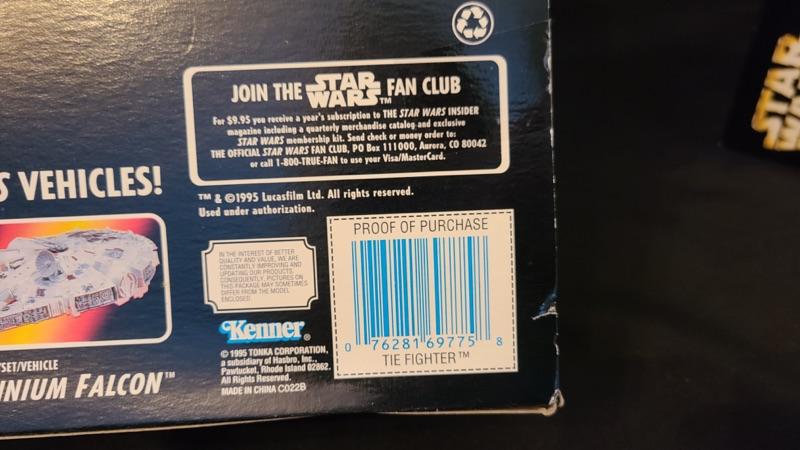 JOIN THE STAR WARS™ FAN CLUB
For $9.95 you receive a year's subscription to THE STAR WARS INSIDER
magazine including a quarterly merchandise catalog and exclusive
STAR WARS membership kit. Send check or money order to:
THE OFFICIAL STAR WARS FAN CLUB, PO Box 111000, Aurora, CO 80042
or call 1-800-TRUE-FAN to use your Visa/MasterCard.
S VEHICLES!
™ & ©1995 Lucasfilm Ltd. All rights reserved.
Used under authorization.
IN THE INTEREST OF BETTER
QUALITY AND VALUE, WE ARE
CONSTANTLY IMPROVING AND
UPDATING OUR PRODUCTS.
CONSEQUENTLY, PICTURES ON
THIS PACKAGE MAY SOMETIMES
DIFFER FROM THE MODEL
ENCLOSED.
Kenner®
© 1995 TONKA CORPORATION,
a subsidiary of Hasbro, Inc.,
Pawtucket, Rhode Island 02862.
All Rights Reserved.
MADE IN CHINA C022B
PROOF OF PURCHASE
0 76281 69775 8
TIE FIGHTER™
SET/VEHICLE
NNIUM FALCON™
STAR